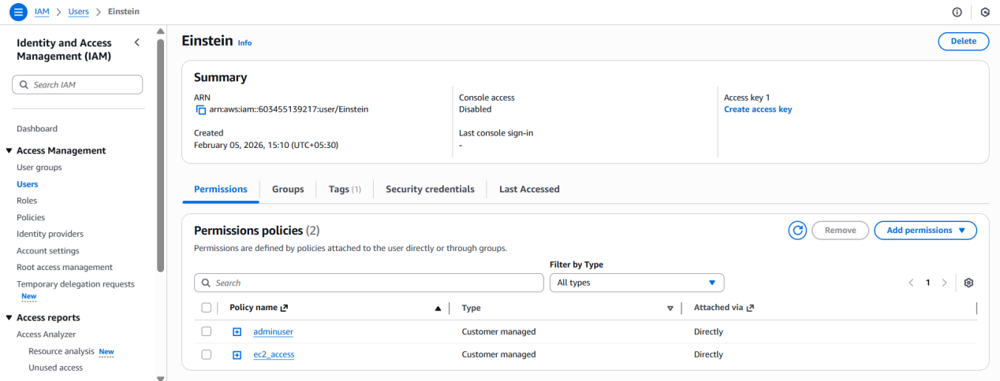 IAM > Users > Einstein
Identity and Access
Management (IAM)
Search IAM
Dashboard
Access Management
User groups
Users
Roles
Policies
Identity providers
Account settings
Root access management
Temporary delegation requests
New
Access reports
Access Analyzer
Resource analysis New
Unused access
Einstein Info
Delete
Summary
ARN
arn:aws:iam::603455139217:user/Einstein
Created
February 05, 2026, 15:10 (UTC+05:30)
Console access
Disabled
Last console sign-in
-
Access key 1
Create access key
Permissions Groups Tags (1) Security credentials Last Accessed
Permissions policies (2)
Remove Add permissions
Permissions are defined by policies attached to the user directly or through groups.
Filter by Type
Search All types < 1 >
Policy name Type Attached via
adminuser Customer managed Directly
ec2_access Customer managed Directly